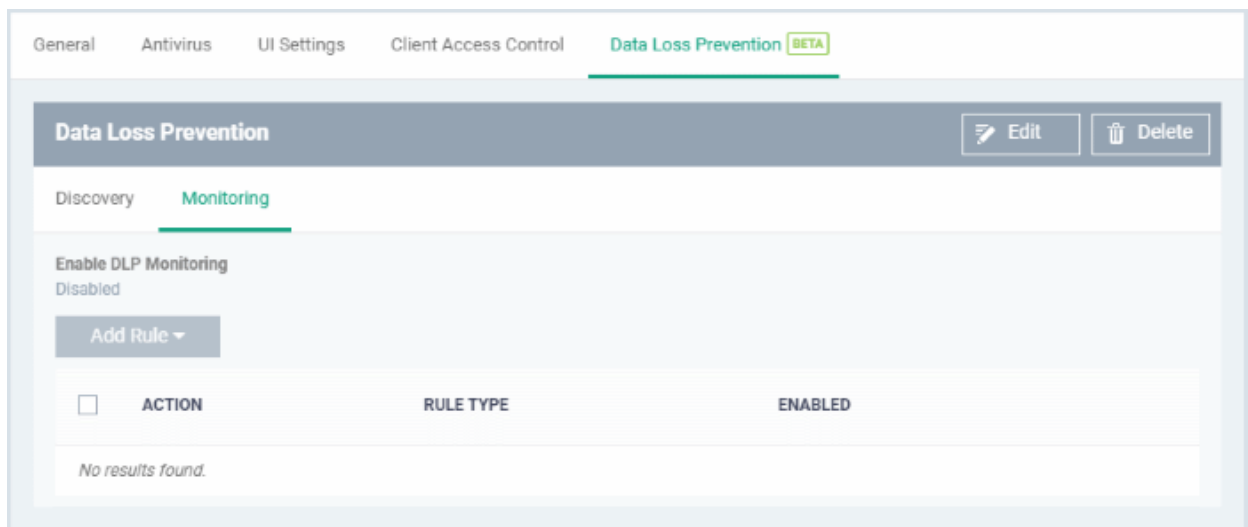 General Antivirus UI Settings Client Access Control Data Loss Prevention BETA
Data Loss Prevention Edit Delete
Discovery Monitoring
Enable DLP Monitoring
Disabled
Add Rule
ACTION RULE TYPE ENABLED
No results found.